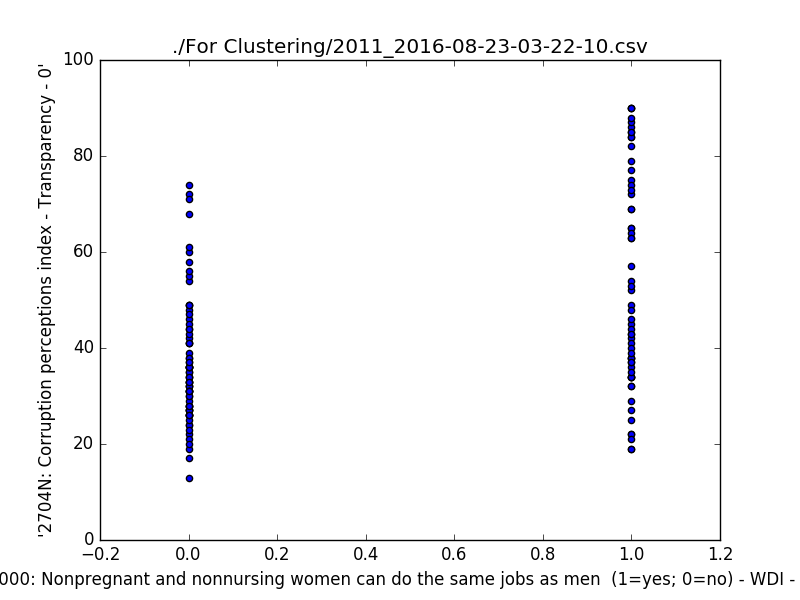 ./For Clustering/2011_2016-08-23-03-22-10.csv
'2704N: Corruption perceptions index - Transparency - 0'
100
80
60
40
20
0
−0.2 0.0 0.2 0.4 0.6 0.8 1.0 1.2
000: Nonpregnant and nonnursing women can do the same jobs as men (1=yes; 0=no) - WDI -